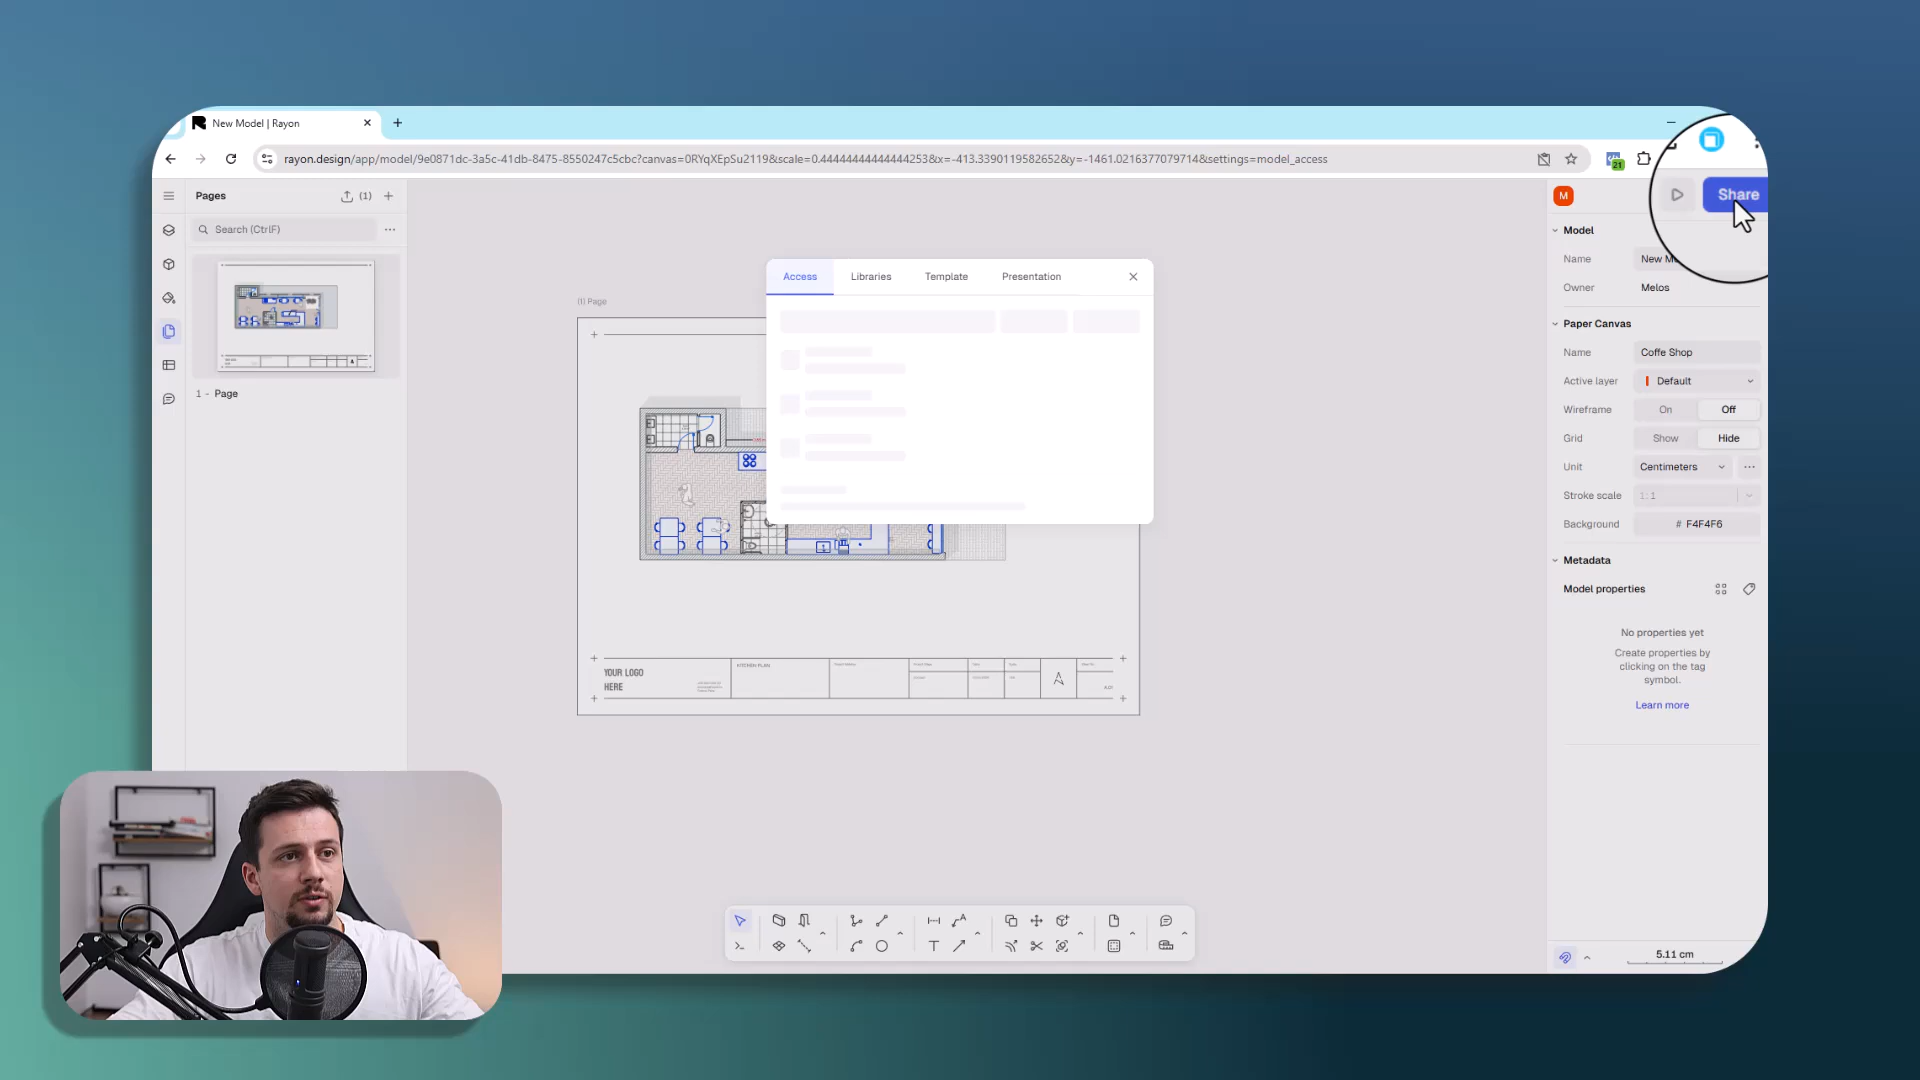 New Model | Rayon
rayon.design/app/model/9e0871dc-3a5c-41db-8475-8550247c5cbc?canvas=0RYqXEpSu2119&scale=0.44444444444444253&x=-413.3390119582652&y=-1461.0216377079714&settings=model_access
21
Pages
(1)
Search (CtrlF)
1 - Page
(1) Page
Access
Libraries
Template
Presentation
YOUR LOGO
HERE
KITCHEN PLAN
M
Share
Model
Name
New M
Owner
Melos
Paper Canvas
Name
Coffe Shop
Active layer
Default
Wireframe
On
Off
Grid
Show
Hide
Unit
Centimeters
Stroke scale
1:1
Background
# F4F4F6
Metadata
Model properties
No properties yet
Create properties by
clicking on the tag
symbol.
Learn more
5.11 cm